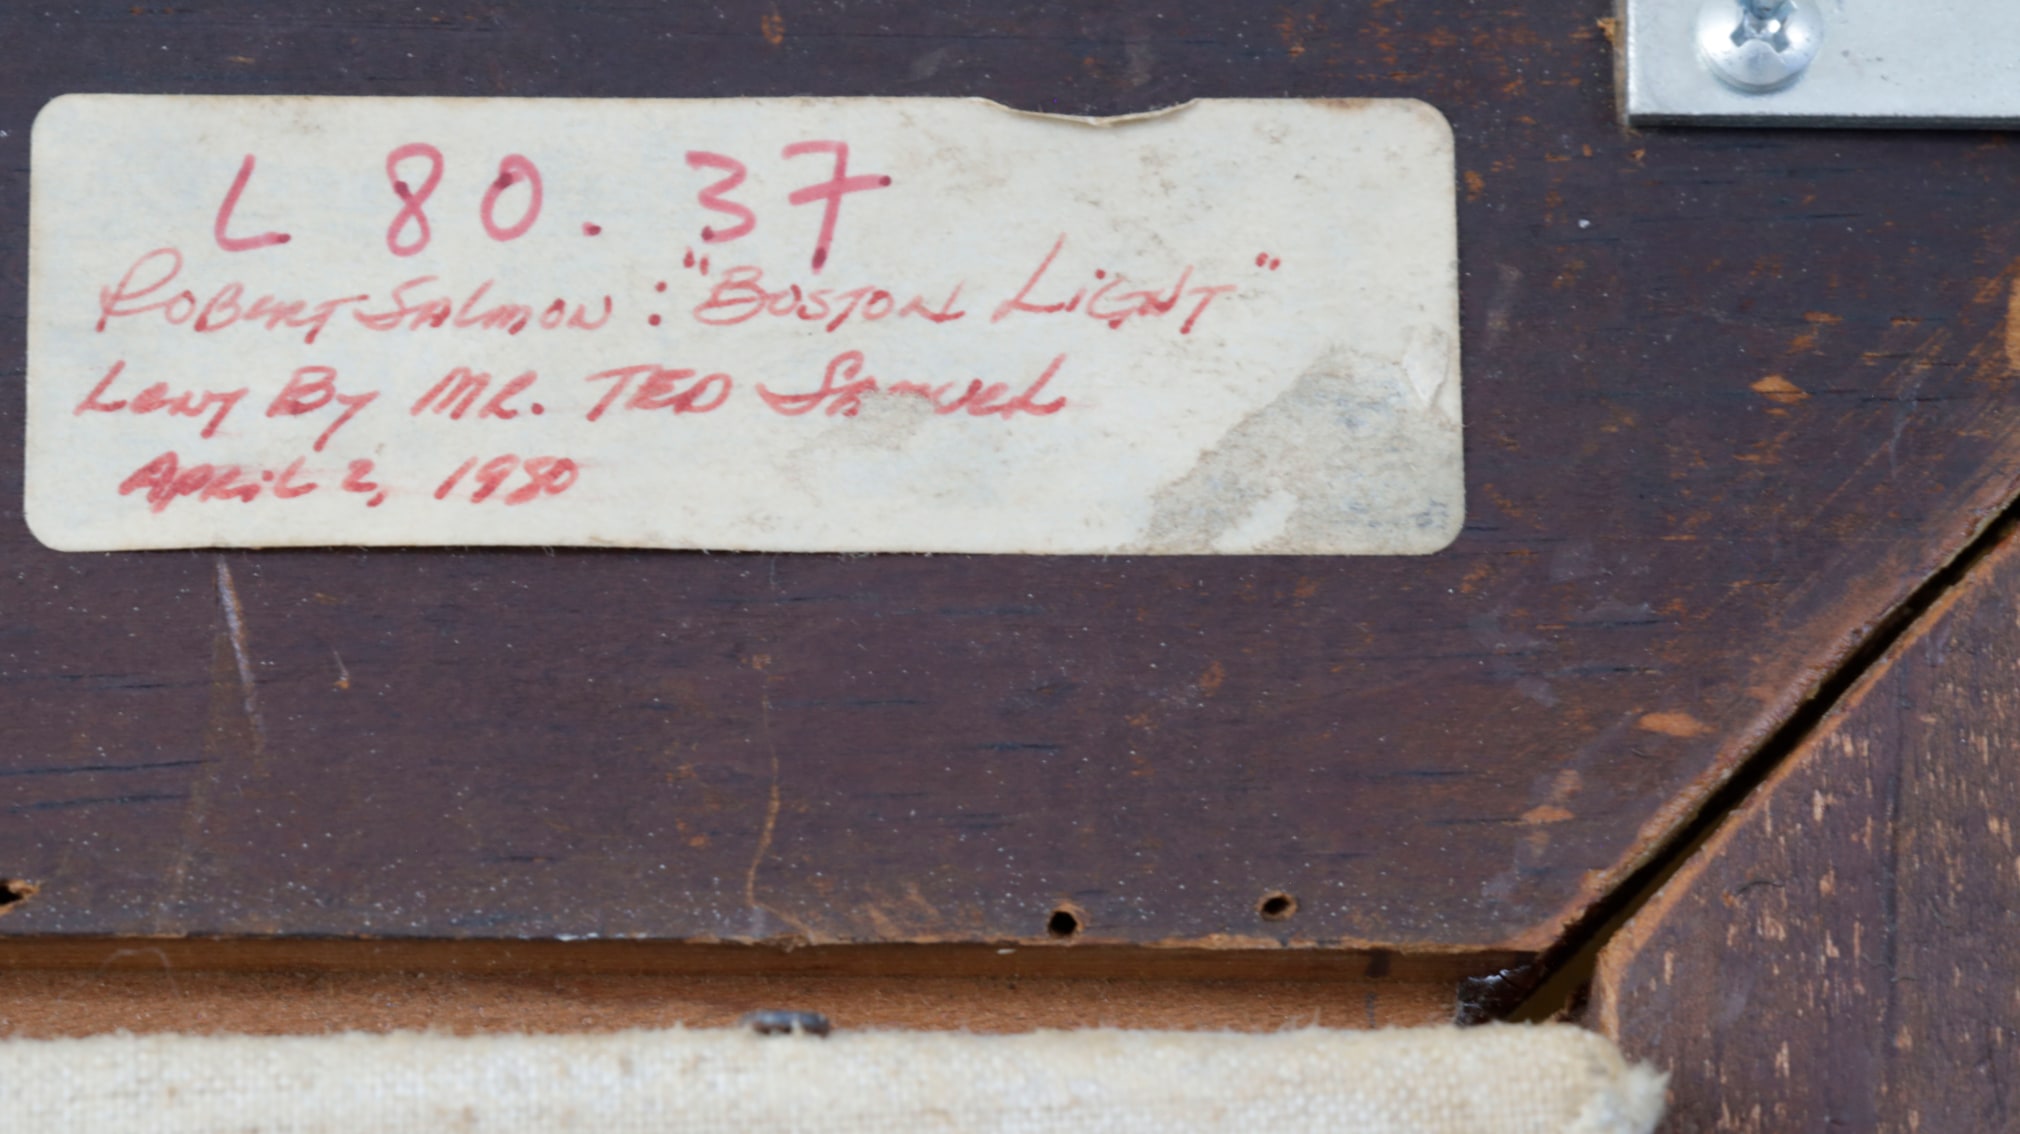 L 80.37
ROBERT SALMON: "BOSTON LIGHT"
LENT BY MR. TED SAMUEL
APRIL 2, 1980